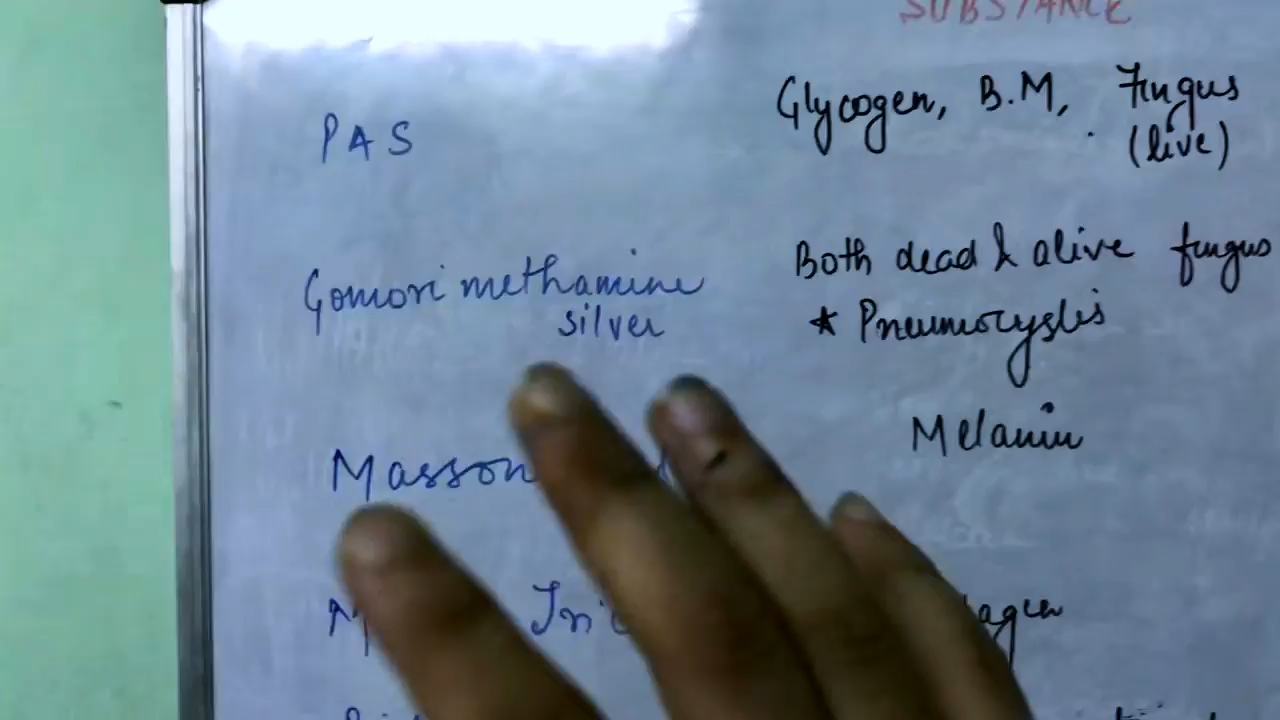 SUBSTANCE
PAS
Glycogen, B.M, Fungus
(live)
Gomori methamine
silver
Both dead & alive fungus
* Pneumocystis
Masson
Melanin